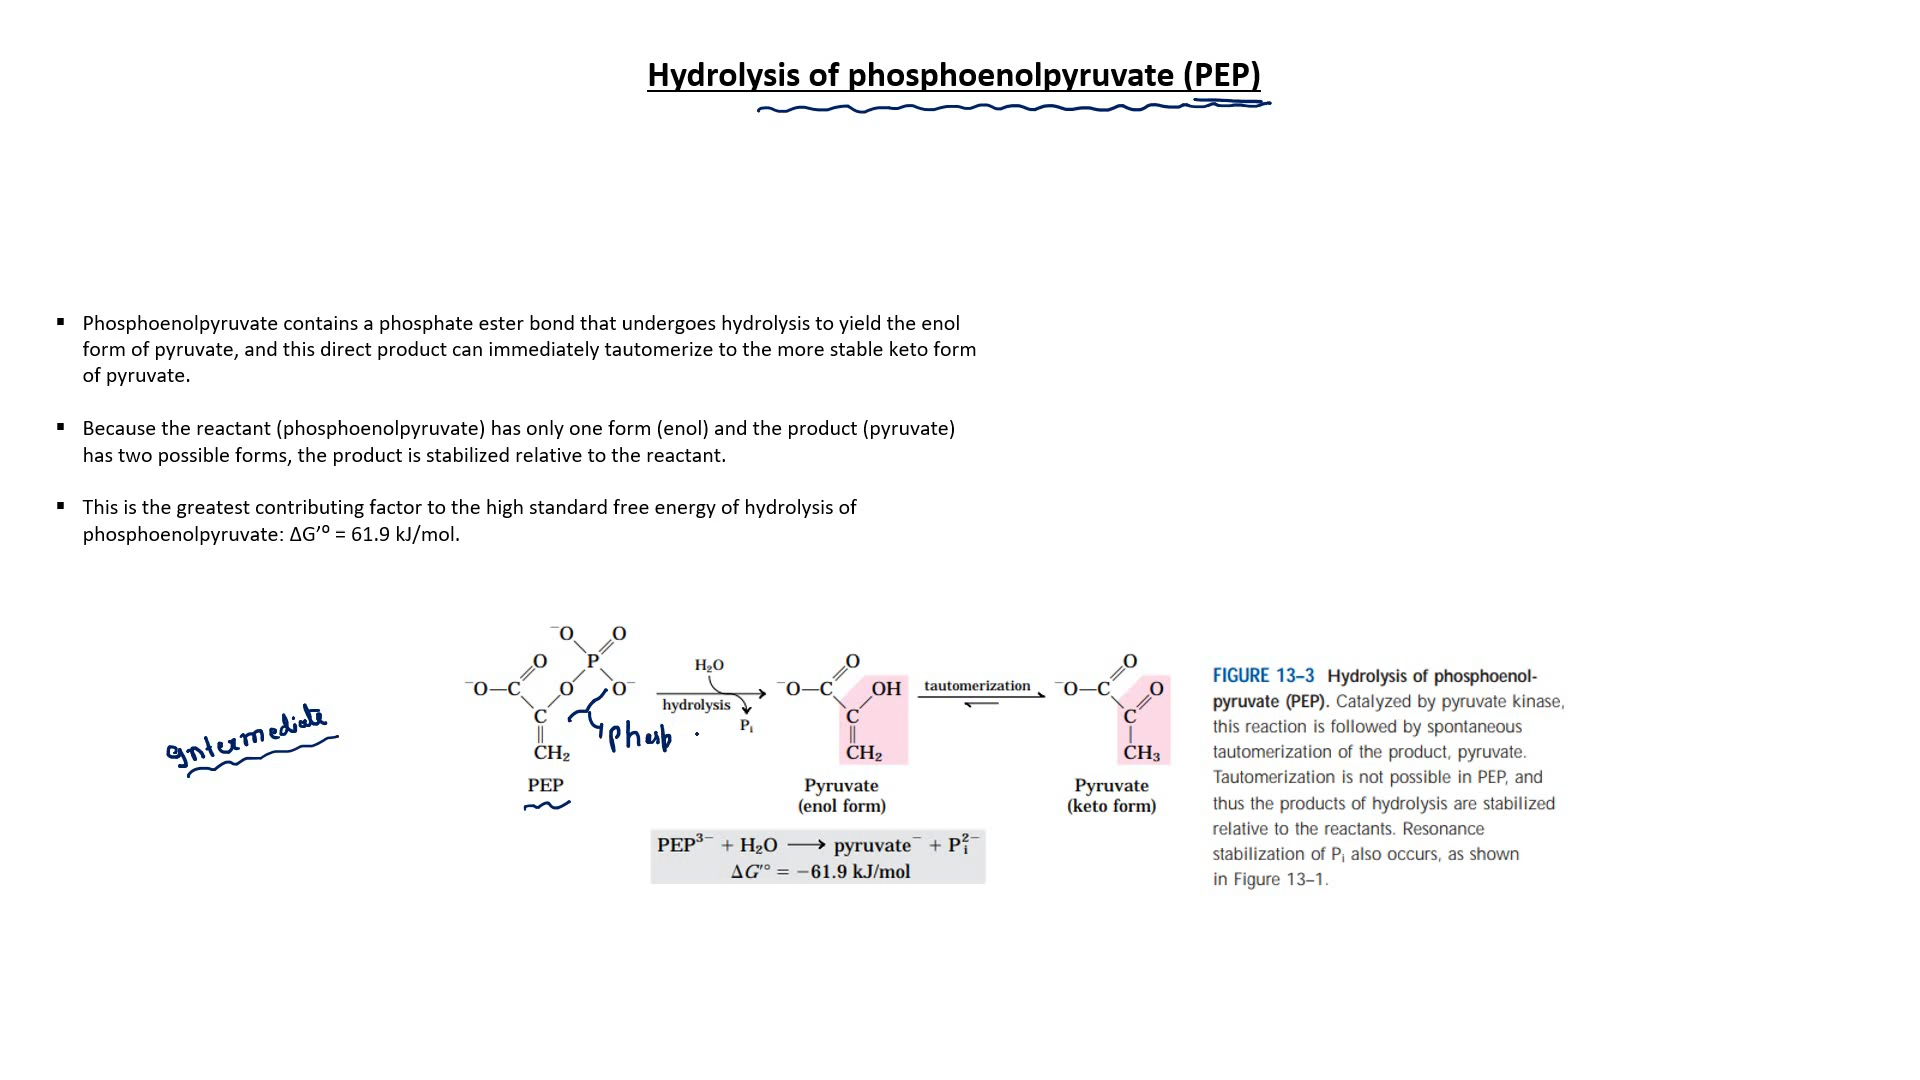 Hydrolysis of phosphoenolpyruvate (PEP)
▪ Phosphoenolpyruvate contains a phosphate ester bond that undergoes hydrolysis to yield the enol
form of pyruvate, and this direct product can immediately tautomerize to the more stable keto form
of pyruvate.
▪ Because the reactant (phosphoenolpyruvate) has only one form (enol) and the product (pyruvate)
has two possible forms, the product is stabilized relative to the reactant.
▪ This is the greatest contributing factor to the high standard free energy of hydrolysis of
phosphoenolpyruvate: ΔG′⁰ = 61.9 kJ/mol.
Intermediate
⁻O O
O P
⁻O—C O O⁻
C
CH₂
PEP
Phosp
H₂O
hydrolysis
Pᵢ
O
⁻O—C OH
C
CH₂
Pyruvate
(enol form)
tautomerization
O
⁻O—C O
C
CH₃
Pyruvate
(keto form)
PEP³⁻ + H₂O ⟶ pyruvate⁻ + Pᵢ²⁻
ΔG′° = −61.9 kJ/mol
FIGURE 13–3 Hydrolysis of phosphoenol-
pyruvate (PEP). Catalyzed by pyruvate kinase,
this reaction is followed by spontaneous
tautomerization of the product, pyruvate.
Tautomerization is not possible in PEP, and
thus the products of hydrolysis are stabilized
relative to the reactants. Resonance
stabilization of Pᵢ also occurs, as shown
in Figure 13–1.